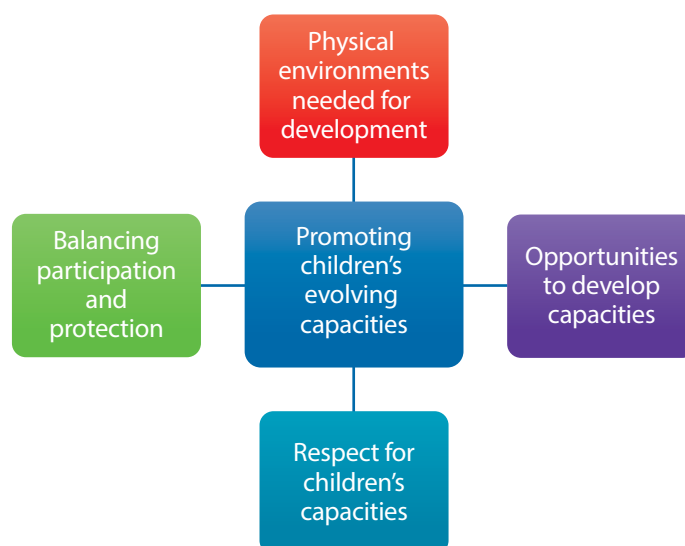 Physical
environments
needed for
development
Balancing
participation
and
protection
Promoting
children’s
evolving
capacities
Opportunities
to develop
capacities
Respect for
children’s
capacities